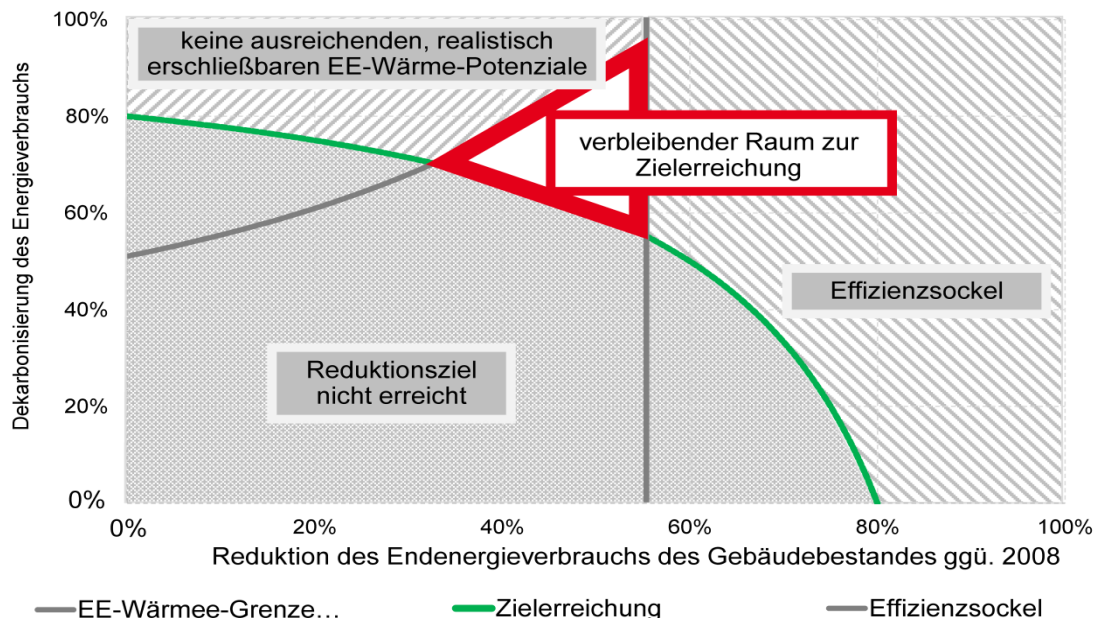 100%
80%
60%
40%
20%
0%
Dekarbonisierung des Energieverbrauchs
keine ausreichenden, realistisch
erschließbaren EE-Wärme-Potenziale
verbleibender Raum zur
Zielerreichung
Effizienzsockel
Reduktionsziel
nicht erreicht
0%
20%
40%
60%
80%
100%
Reduktion des Endenergieverbrauchs des Gebäudebestandes ggü. 2008
EE-Wärmee-Grenze…
Zielerreichung
Effizienzsockel